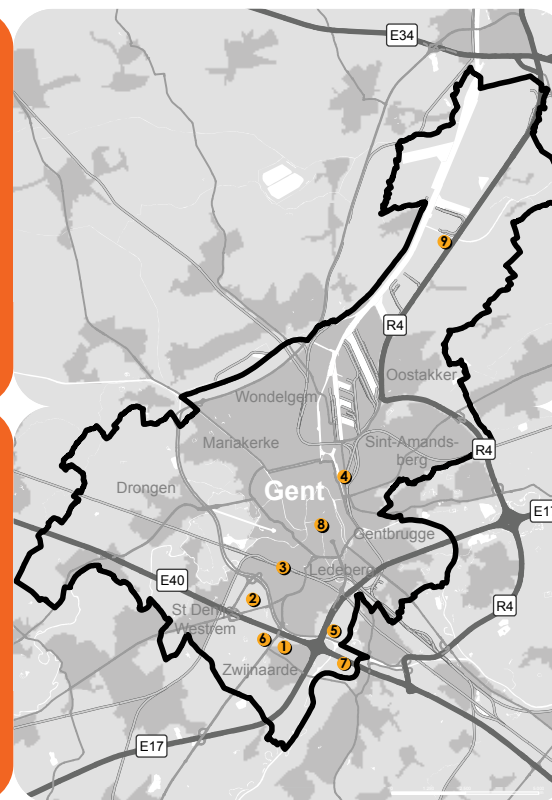 E34
9
R4
Oostakker
Wondelgem
Mariakerke
Sint-Amands-
berg
R4
4
Drongen
Gent
E17
8
Gentbrugge
3
Ledeberg
E40
2
R4
St Denijs
Westrem
5
6
1
7
Zwijnaarde
E17